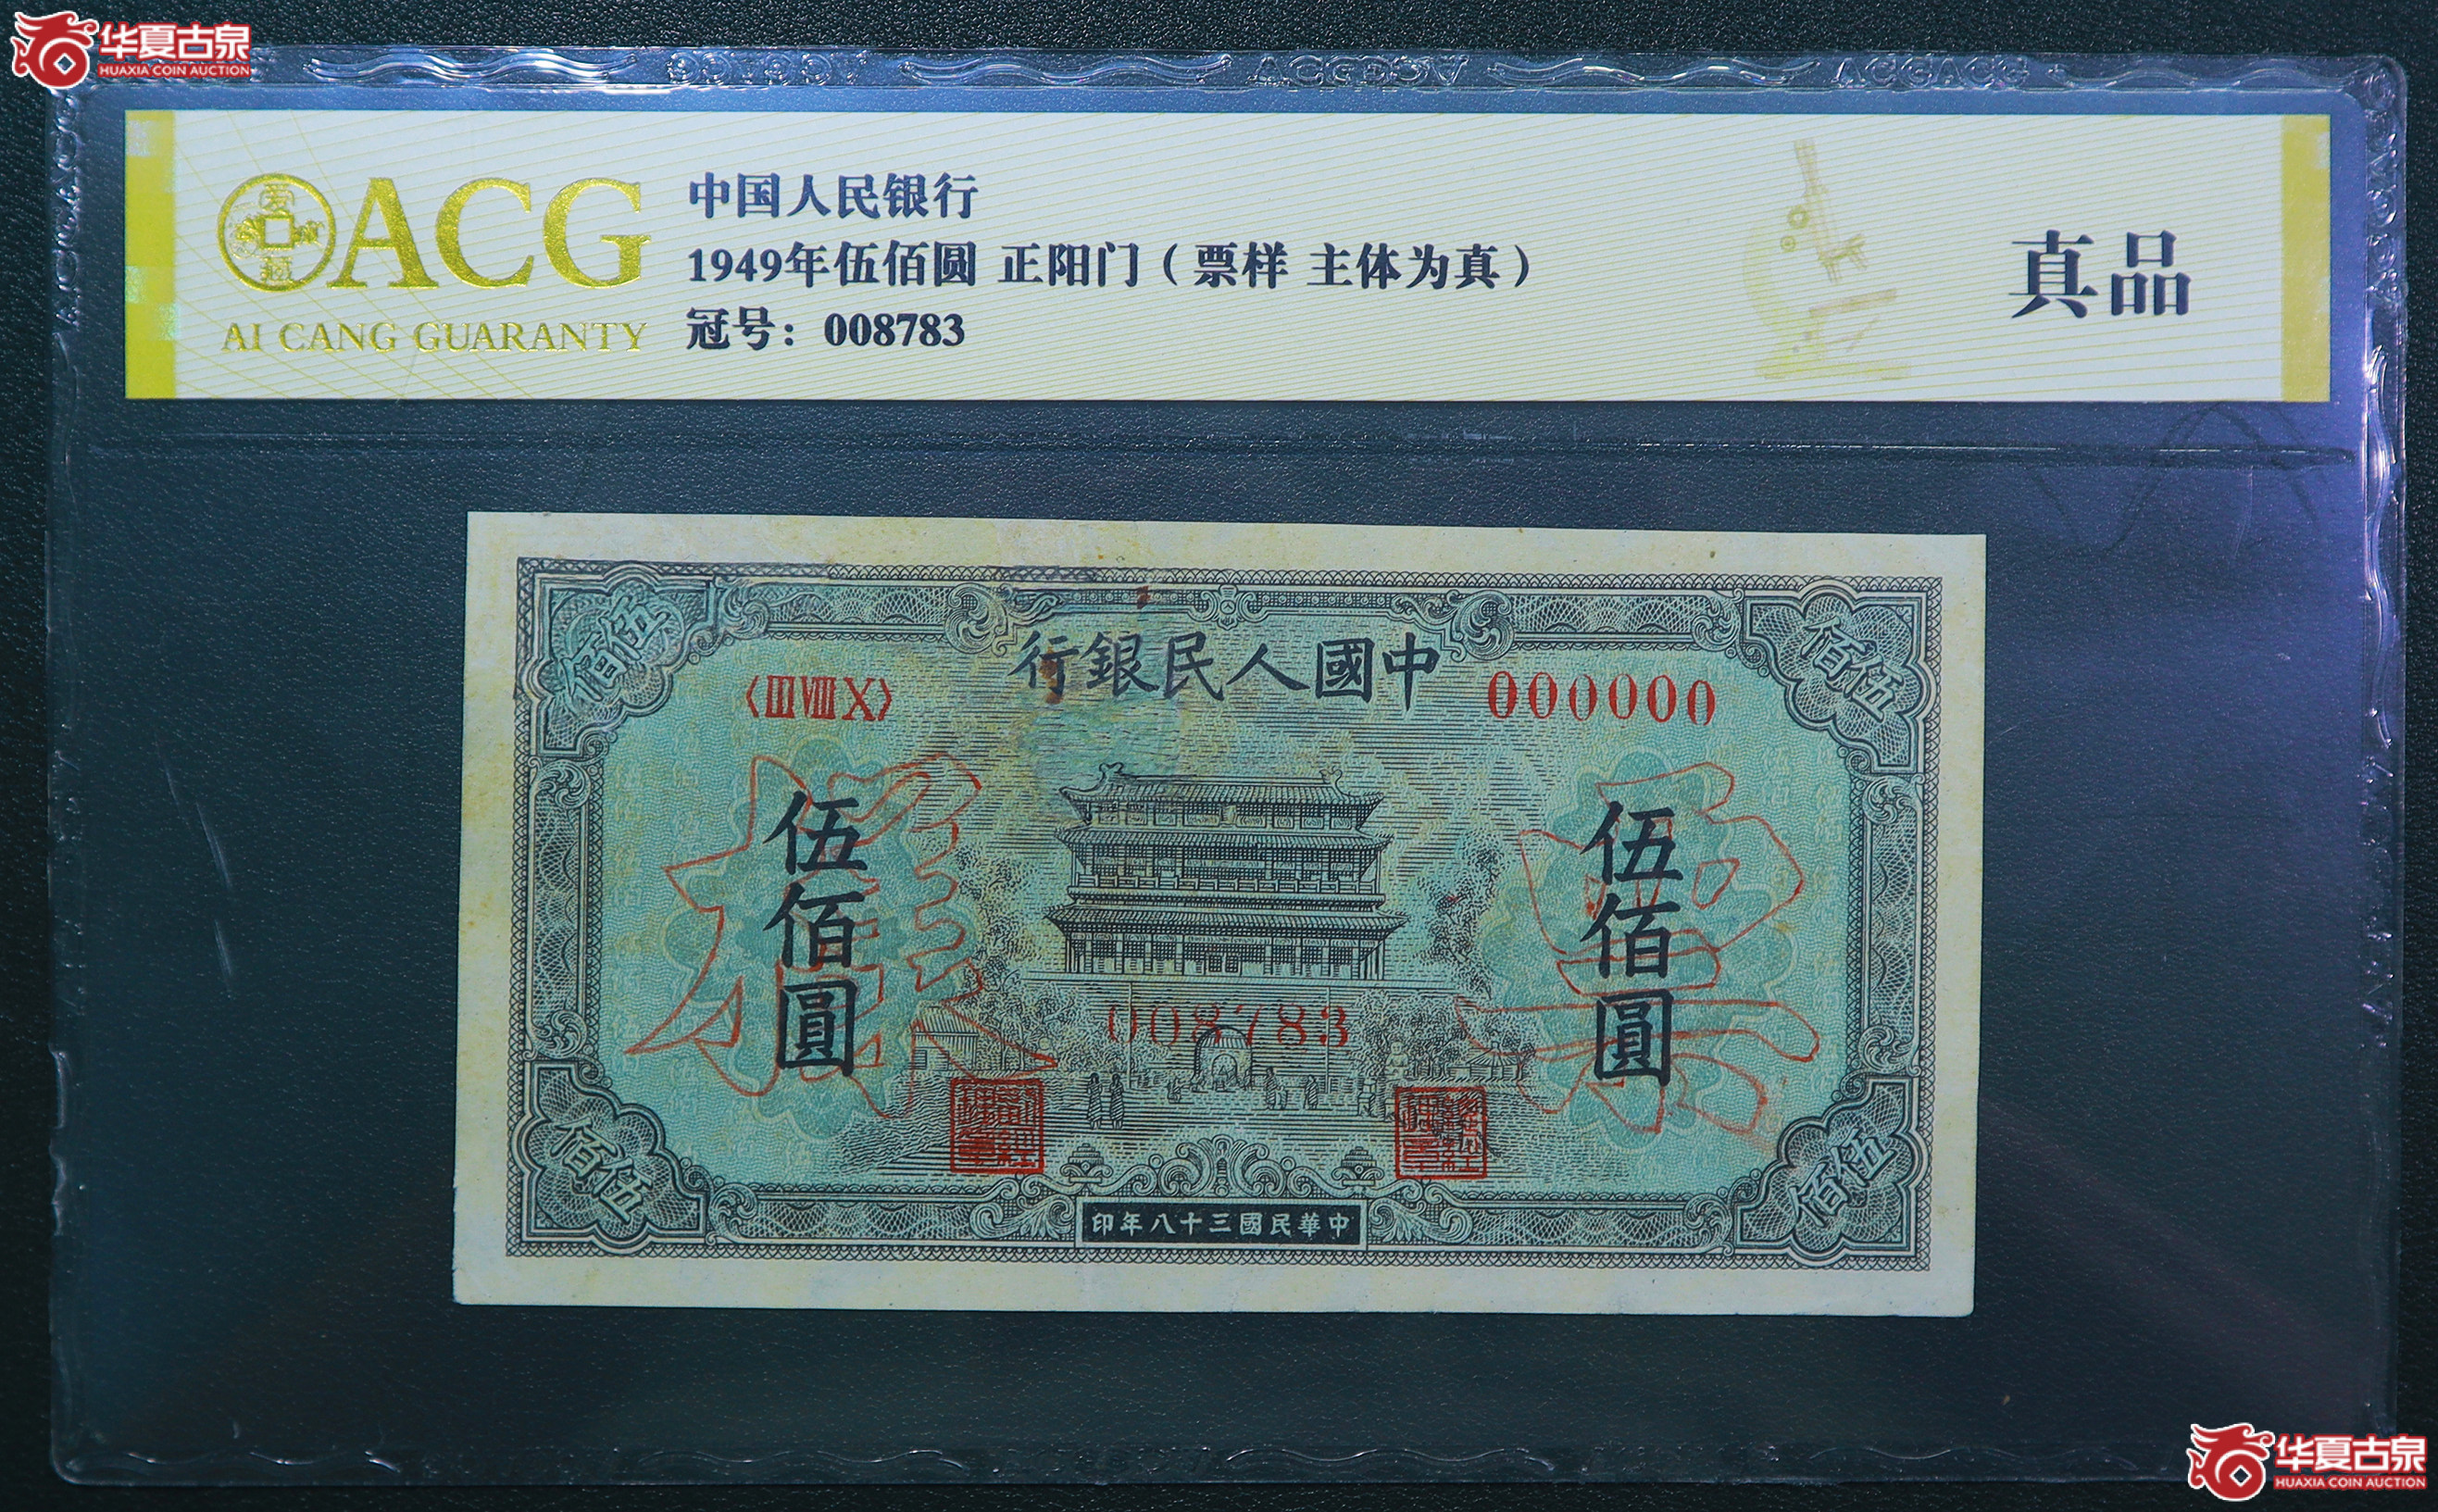 华夏古泉
HUAXIA COIN AUCTION
ACG
AI CANG GUARANTY
中国人民银行
1949年伍佰圆 正阳门（票样 主体为真）
冠号：008783
真品
行銀民人國中
〈ⅢⅧⅩ〉
000000
佰伍
佰伍
票
樣
伍佰圓
伍佰圓
008783
佰伍
佰伍
印年八十三國民華中
华夏古泉
HUAXIA COIN AUCTION